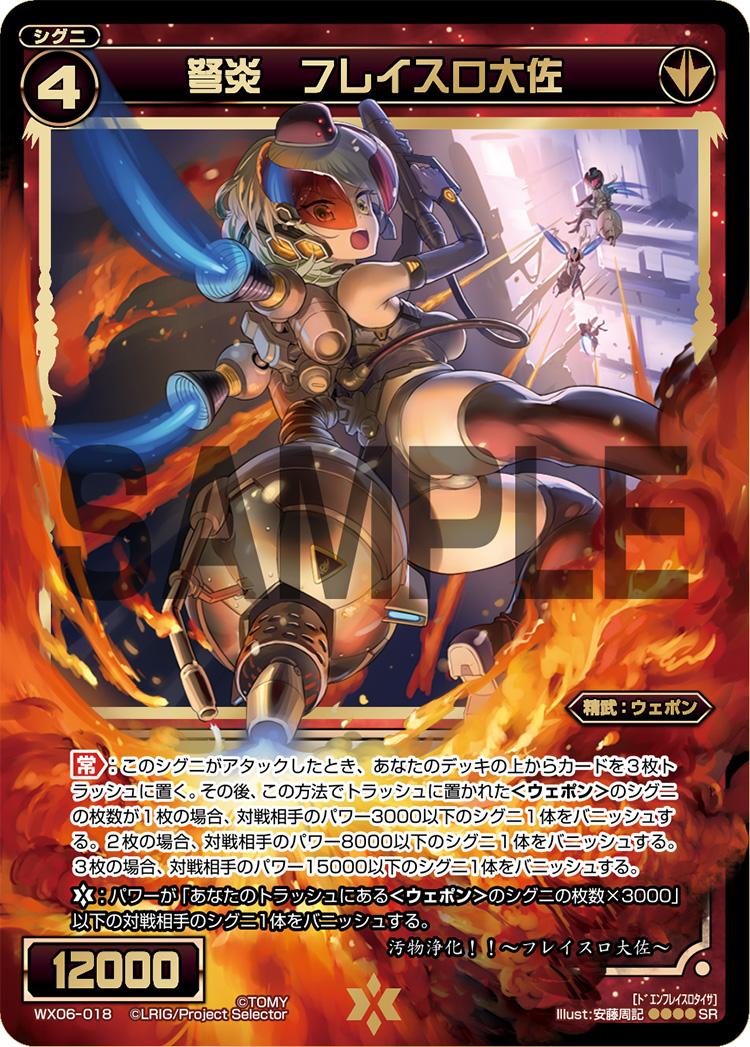 シグニ
4
弩炎　フレイスロ大佐
SAMPLE
精武：ウェポン
常：このシグニがアタックしたとき、あなたのデッキの上からカードを３枚ト
ラッシュに置く。その後、この方法でトラッシュに置かれた<ウェポン>のシグニ
の枚数が１枚の場合、対戦相手のパワー3000以下のシグニ１体をバニッシュす
る。２枚の場合、対戦相手のパワー8000以下のシグニ１体をバニッシュする。
３枚の場合、対戦相手のパワー15000以下のシグニ1体をバニッシュする。
：パワーが「あなたのトラッシュにある<ウェポン>のシグニの枚数×3000」
以下の対戦相手のシグニ1体をバニッシュする。
汚物浄化！！～フレイスロ大佐～
12000
[ドエンフレイスロタイサ]
©TOMY
WX06-018 ©LRIG/Project Selector
Illust:安藤周記 SR